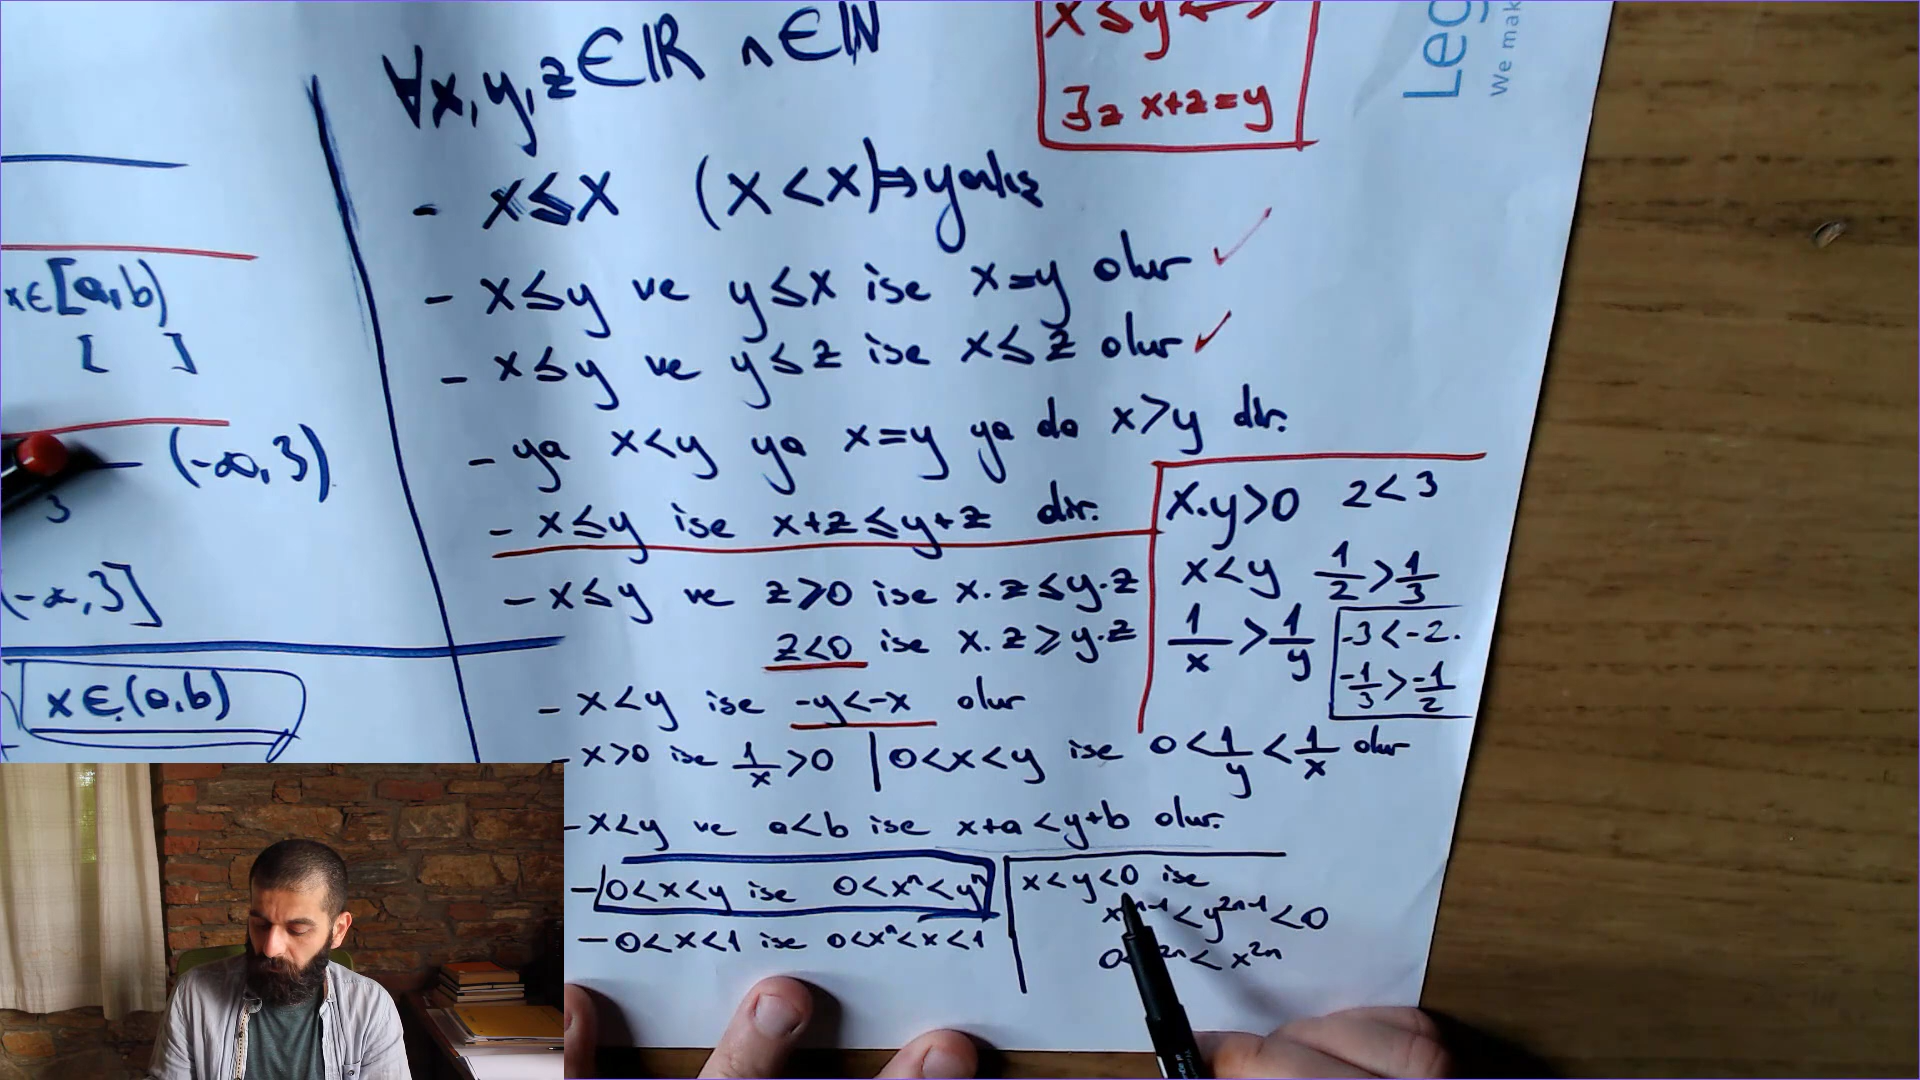 ∀x, y, z ∈ ℝ n ∈ ℕ
x ≤ y ↔
∃z x+z=y
Leg
We mak
- x ≤ x (x < x) ⇒ yanlış
- x ≤ y ve y ≤ x ise x=y olur ✓
- x ≤ y ve y ≤ z ise x ≤ z olur ✓
- ya x<y ya x=y ya da x>y dir.
- x ≤ y ise x+z ≤ y+z dir.
- x ≤ y ve z>0 ise x.z ≤ y.z
z<0 ise x.z ≥ y.z
- x<y ise -y<-x olur
- x>0 ise 1/x >0 | 0<x<y ise 0< 1/y < 1/x olur
- x<y ve a<b ise x+a<y+b olur.
- 0<x<y ise 0<xⁿ<yⁿ
- 0<x<1 ise 0<xⁿ<x<1
x.y>0 2<3
x<y 1/2 > 1/3
1/x > 1/y
-3<-2.
-1/3 > -1/2
x<y<0 ise
<y²ⁿ⁻¹<0
< x²ⁿ
x∈[a,b)
[ ]
(-∞,3)
3
(-∞,3]
x∈(a,b)